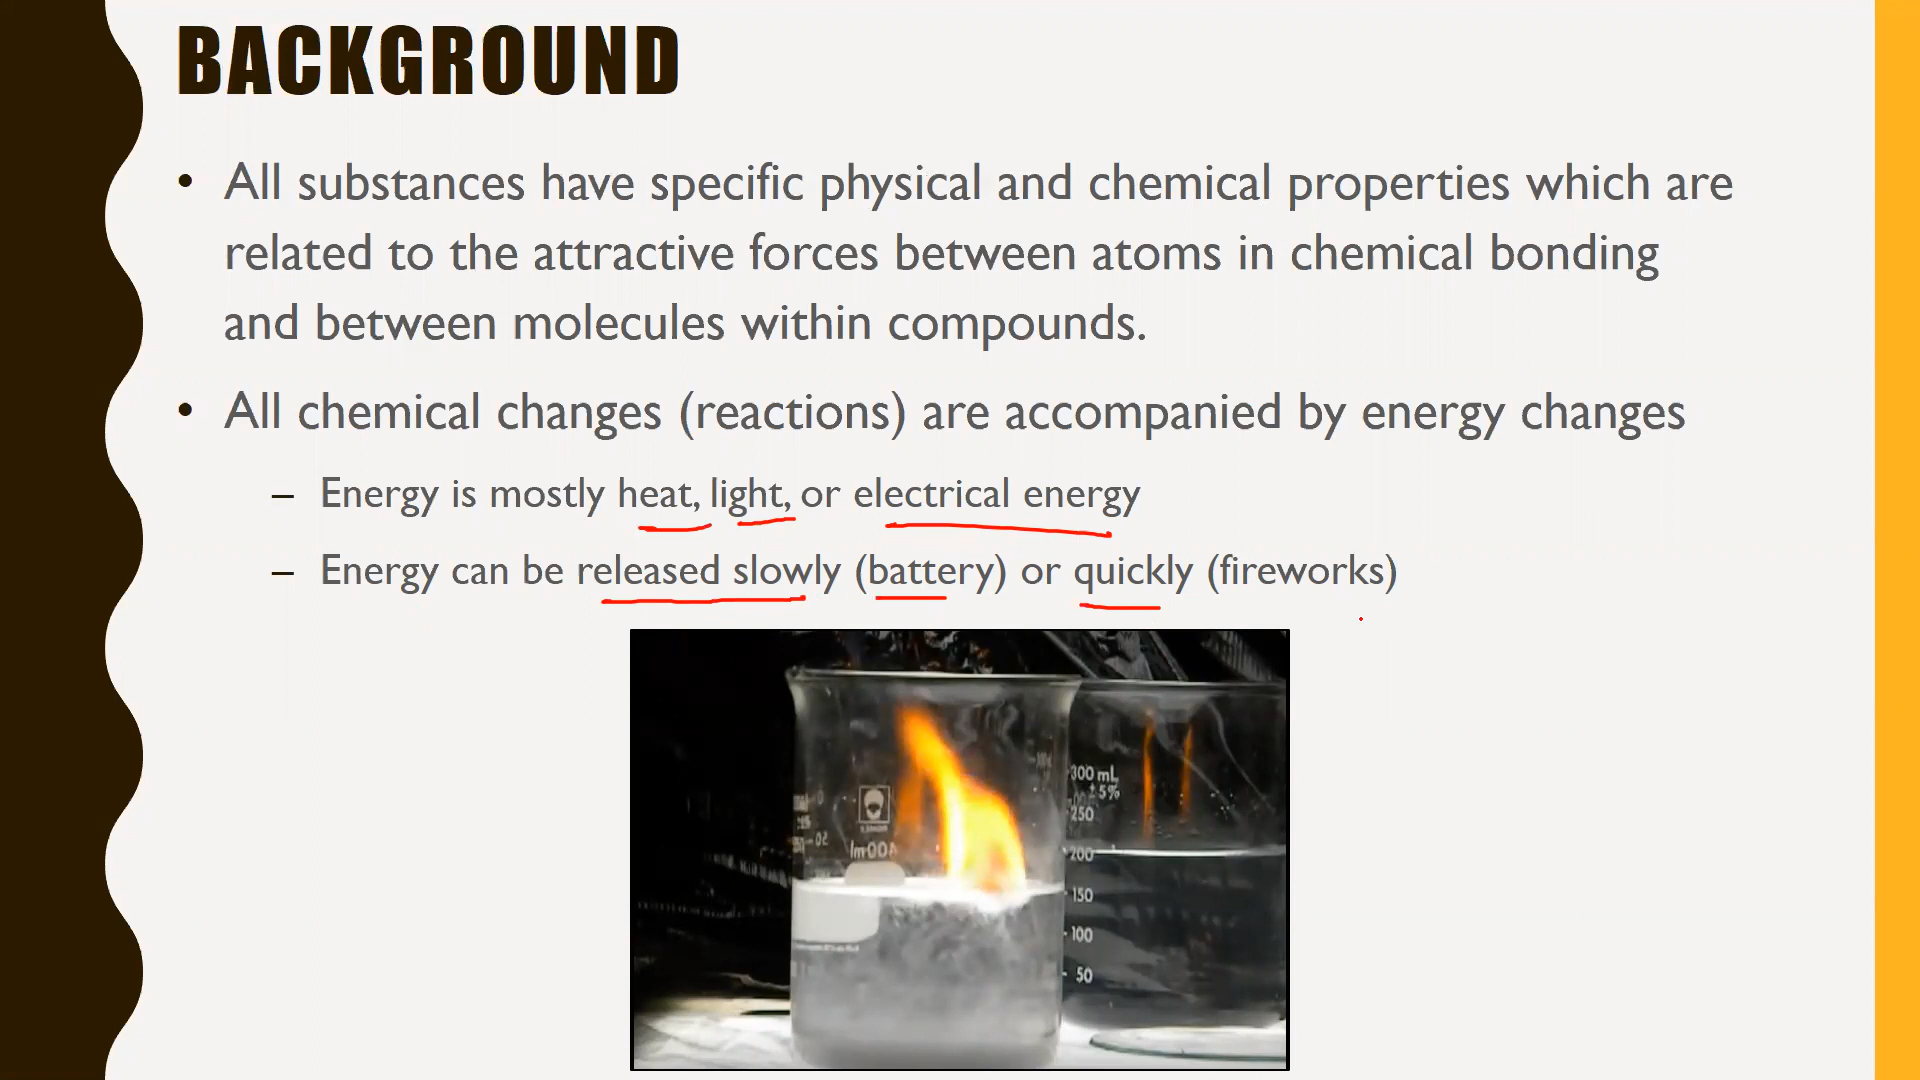 BACKGROUND
• All substances have specific physical and chemical properties which are
related to the attractive forces between atoms in chemical bonding
and between molecules within compounds.
• All chemical changes (reactions) are accompanied by energy changes
– Energy is mostly heat, light, or electrical energy
– Energy can be released slowly (battery) or quickly (fireworks)
300 mL
±5%
250
200
150
100
50